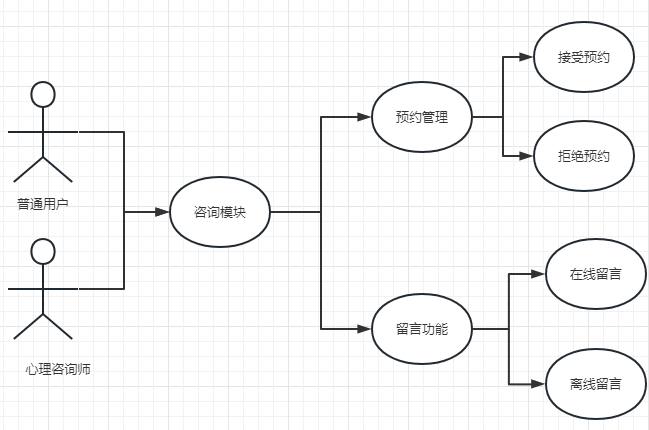 普通用户
心理咨询师
咨询模块
预约管理
接受预约
拒绝预约
留言功能
在线留言
离线留言